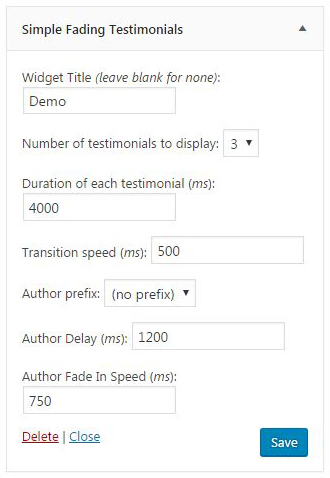 Simple Fading Testimonials
Widget Title (leave blank for none):
Demo
Number of testimonials to display: 3
Duration of each testimonial (ms):
4000
Transition speed (ms): 500
Author prefix: (no prefix)
Author Delay (ms): 1200
Author Fade In Speed (ms):
750
Delete | Close Save